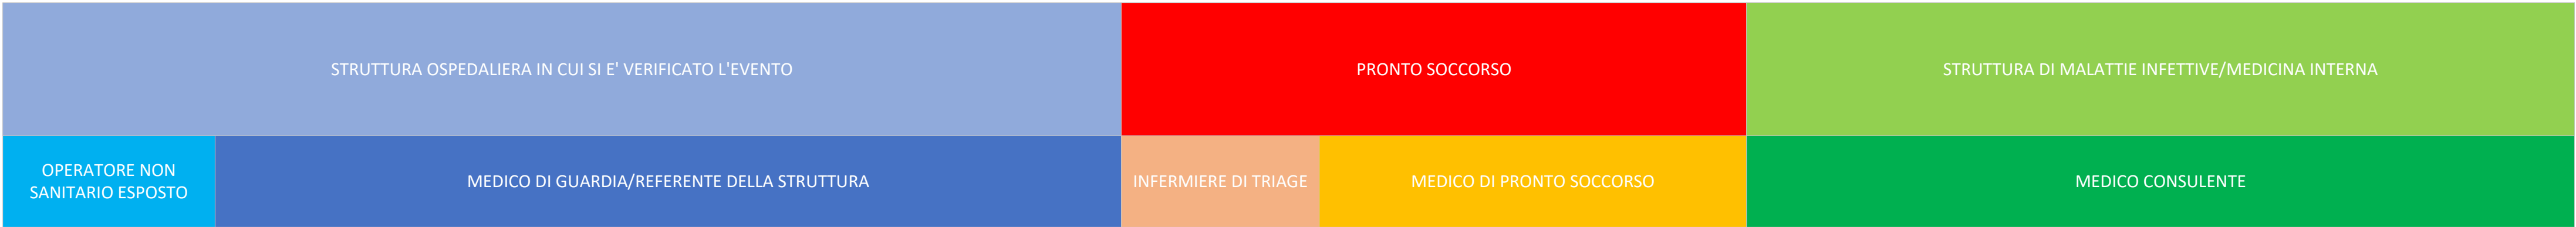 STRUTTURA OSPEDALIERA IN CUI SI E' VERIFICATO L'EVENTO
PRONTO SOCCORSO
STRUTTURA DI MALATTIE INFETTIVE/MEDICINA INTERNA
OPERATORE NON
SANITARIO ESPOSTO
MEDICO DI GUARDIA/REFERENTE DELLA STRUTTURA
INFERMIERE DI TRIAGE
MEDICO DI PRONTO SOCCORSO
MEDICO CONSULENTE